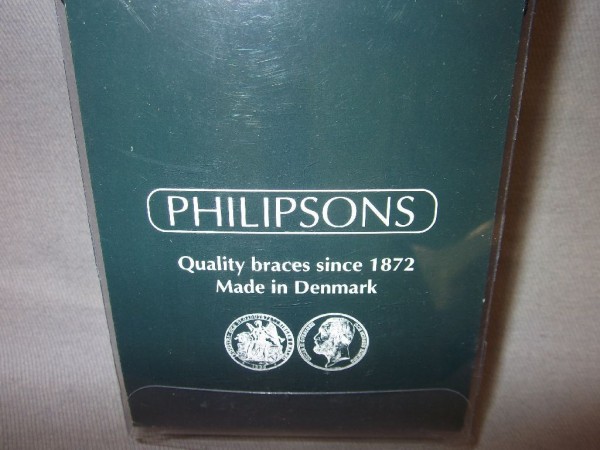 PHILIPSONS
Quality braces since 1872
Made in Denmark